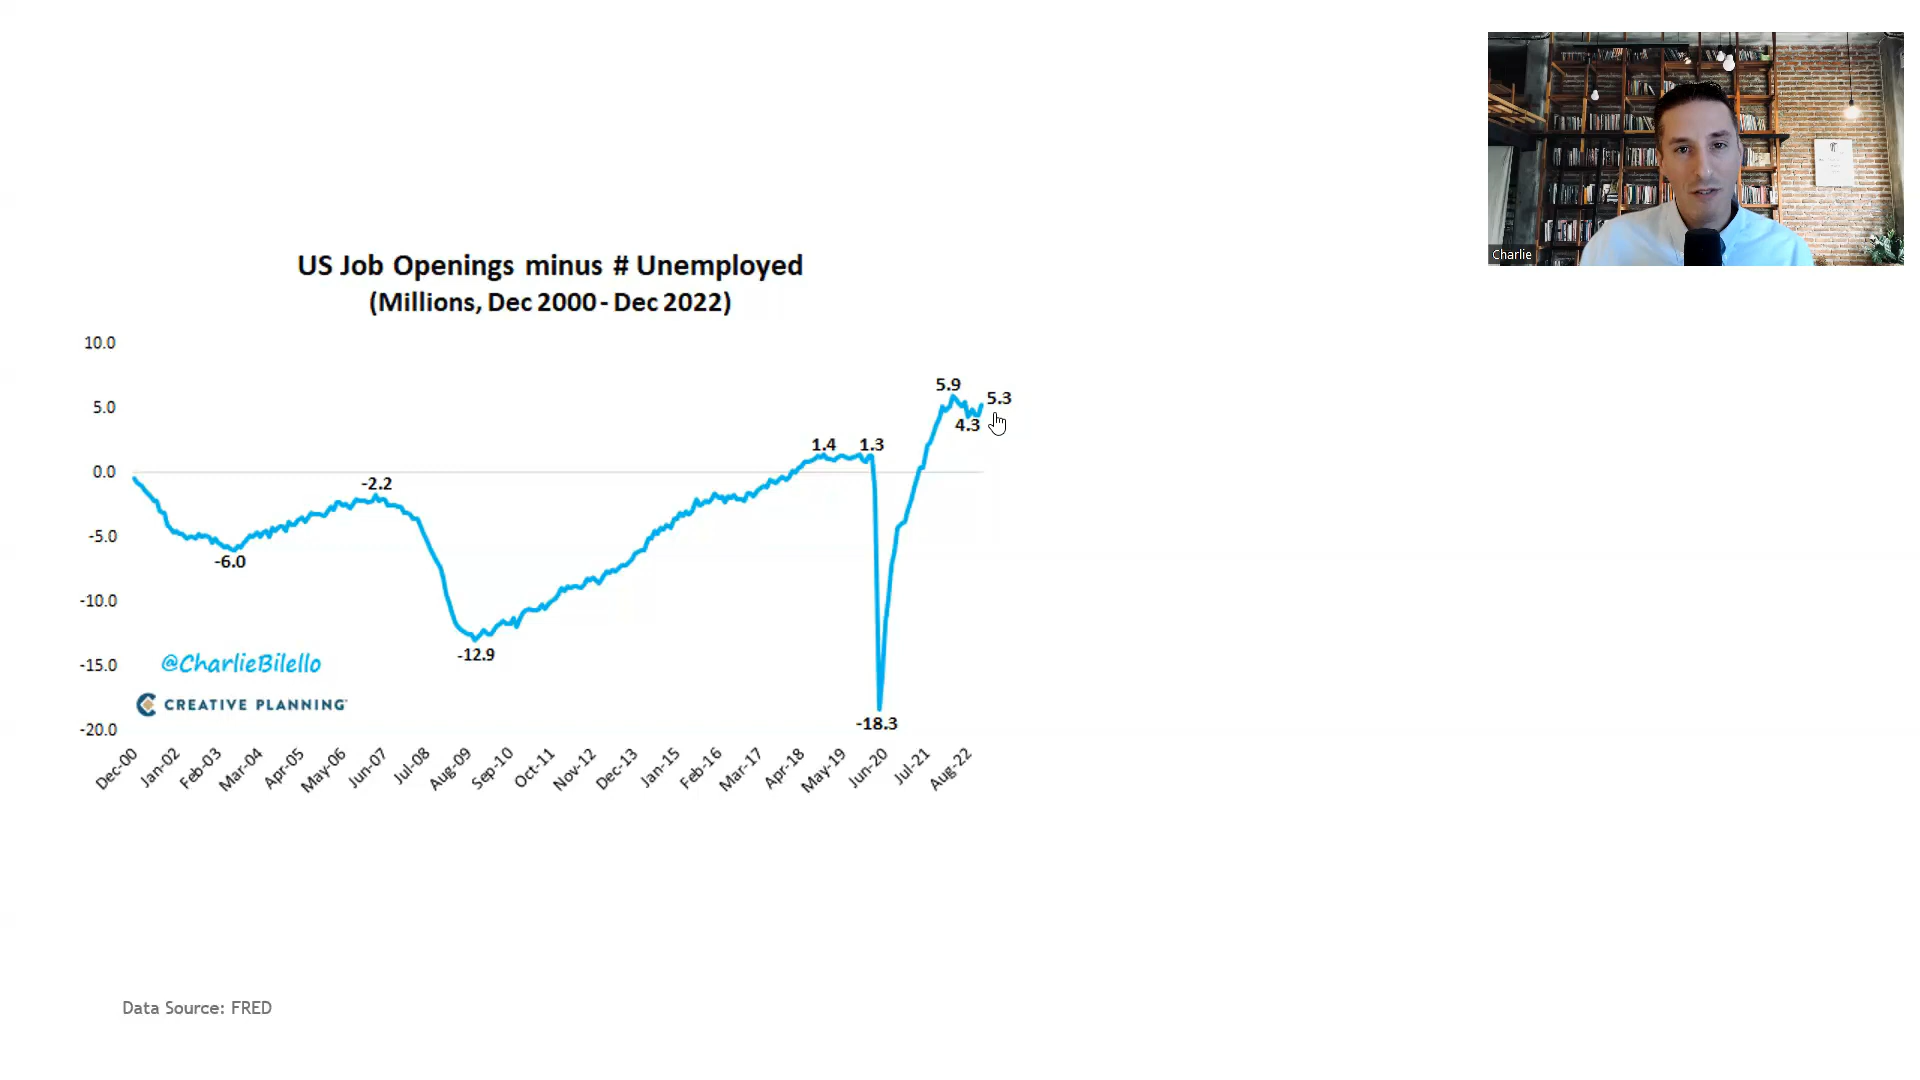 US Job Openings minus # Unemployed
(Millions, Dec 2000 - Dec 2022)
10.0
5.0
0.0
-5.0
-10.0
-15.0
-20.0
-6.0
-2.2
-12.9
1.4
1.3
-18.3
5.9
4.3
5.3
@CharlieBilello
CREATIVE PLANNING
Dec-00
Jan-02
Feb-03
Mar-04
Apr-05
May-06
Jun-07
Jul-08
Aug-09
Sep-10
Oct-11
Nov-12
Dec-13
Jan-15
Feb-16
Mar-17
Apr-18
May-19
Jun-20
Jul-21
Aug-22
Data Source: FRED
Charlie